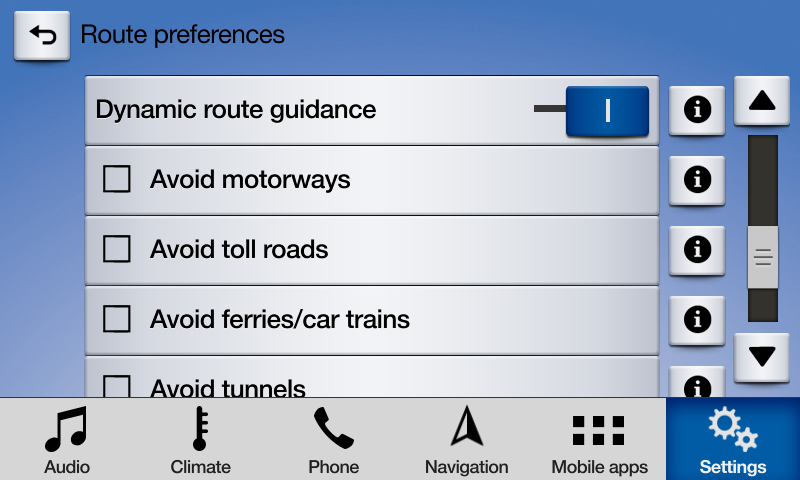 Route preferences
Dynamic route guidance
Avoid motorways
Avoid toll roads
Avoid ferries/car trains
Avoid tunnels
Audio
Climate
Phone
Navigation
Mobile apps
Settings